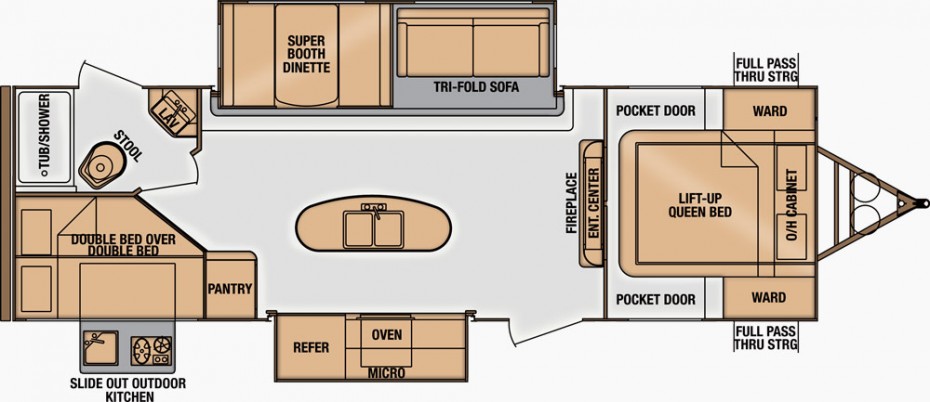 SUPER
BOOTH
DINETTE
TRI-FOLD SOFA
FULL PASS
THRU STRG
TUB/SHOWER
LAV
STOOL
POCKET DOOR
WARD
FIREPLACE
ENT. CENTER
LIFT-UP
QUEEN BED
O/H CABINET
DOUBLE BED OVER
DOUBLE BED
PANTRY
POCKET DOOR
WARD
REFER
OVEN
MICRO
FULL PASS
THRU STRG
SLIDE OUT OUTDOOR
KITCHEN